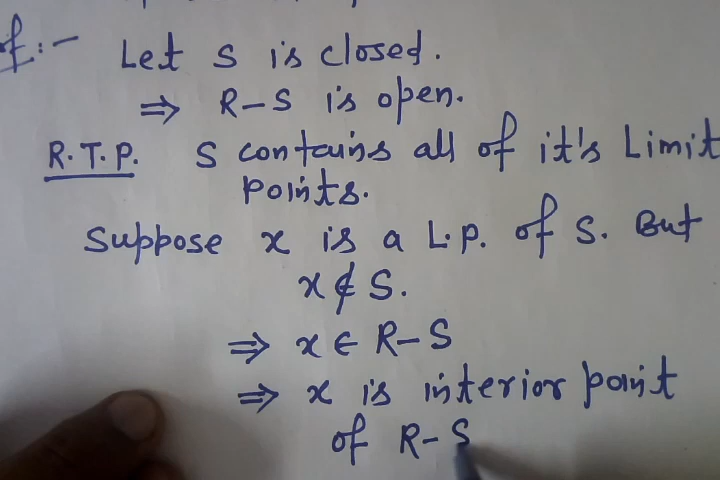 of :-
Let S is closed.
⇒ R-S is open.
R.T.P. S contains all of it's Limit
points.
Suppose x is a L.P. of S. But
x ∉ S.
⇒ x ∈ R-S
⇒ x is interior point
of R-S